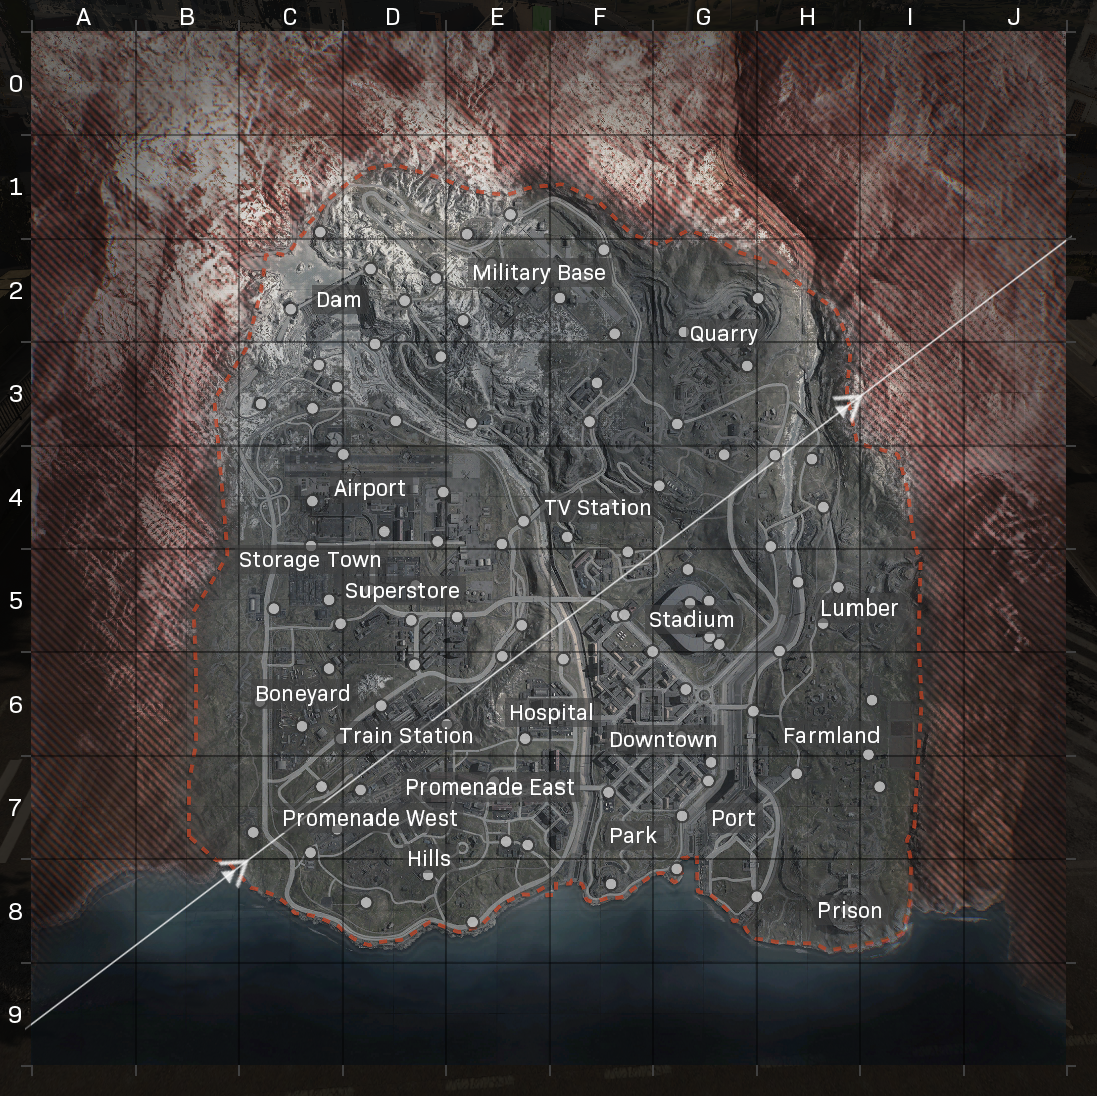 A B C D E F G H I J
0
1
2
3
4
5
6
7
8
9
Military Base
Dam
Quarry
Airport
TV Station
Storage Town
Superstore
Lumber
Stadium
Boneyard
Hospital
Train Station
Downtown
Farmland
Promenade East
Promenade West
Port
Park
Hills
Prison